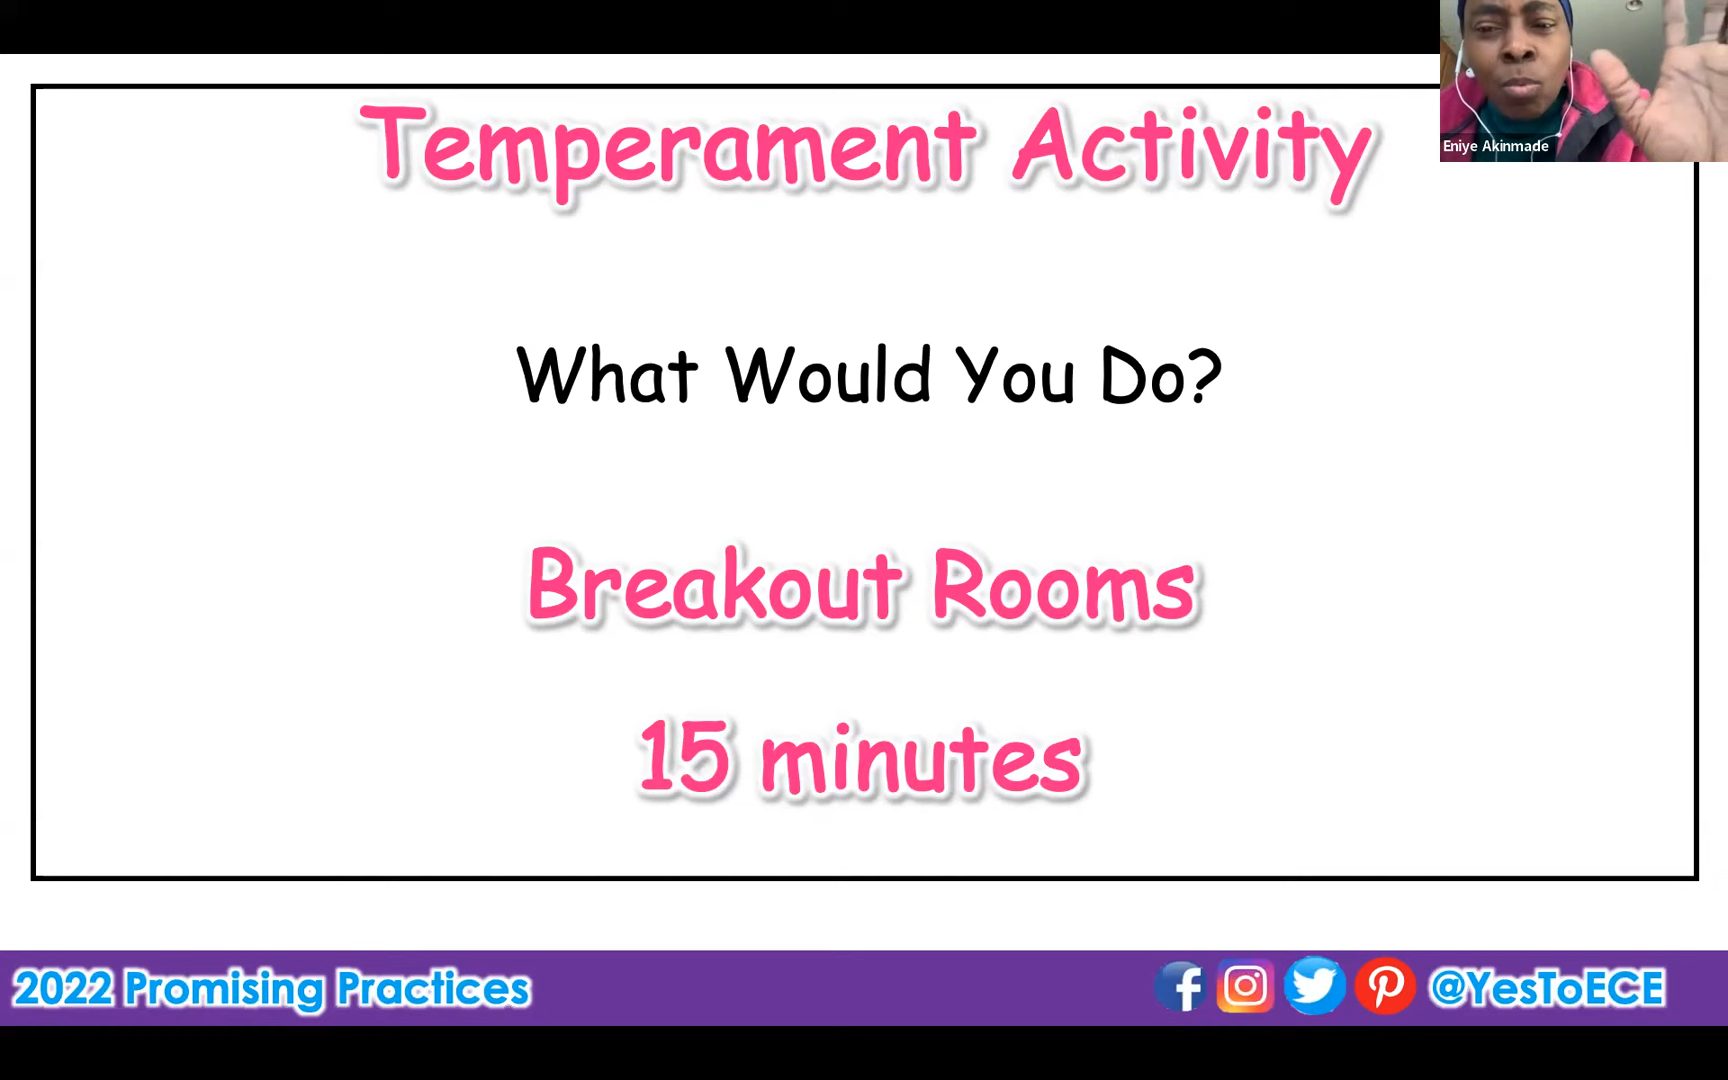 Temperament Activity
Eniye Akinmade
What Would You Do?
Breakout Rooms
15 minutes
2022 Promising Practices
@YesToECE